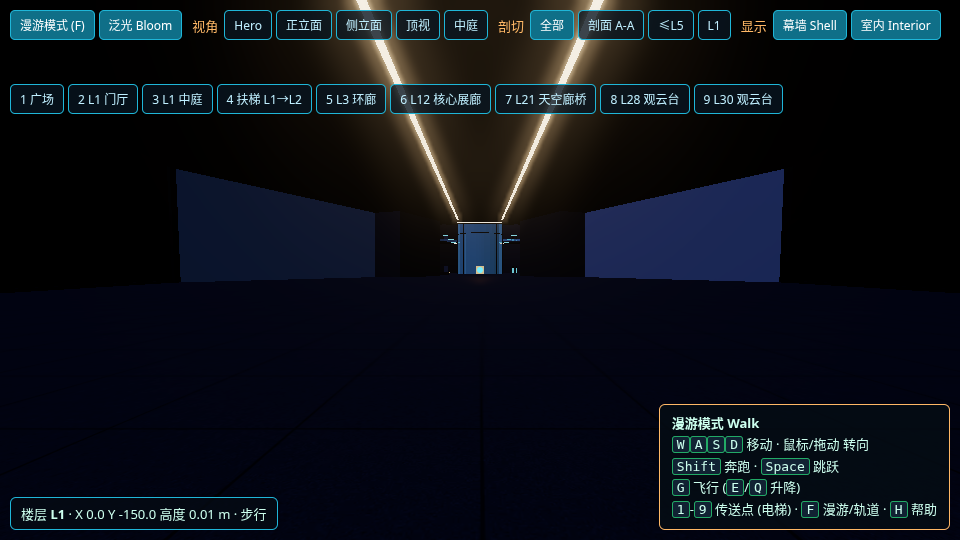 漫游模式 (F) 泛光 Bloom 视角 Hero 正立面 侧立面 顶视 中庭 剖切 全部 剖面 A-A ≤L5 L1 显示 幕墙 Shell 室内 Interior
1 广场 2 L1 门厅 3 L1 中庭 4 扶梯 L1→L2 5 L3 环廊 6 L12 核心展廊 7 L21 天空廊桥 8 L28 观云台 9 L30 观云台
漫游模式 Walk
W A S D 移动 · 鼠标/拖动 转向
Shift 奔跑 · Space 跳跃
G 飞行 (E/Q 升降)
1-9 传送点 (电梯) · F 漫游/轨道 · H 帮助
楼层 L1 · X 0.0 Y -150.0 高度 0.01 m · 步行